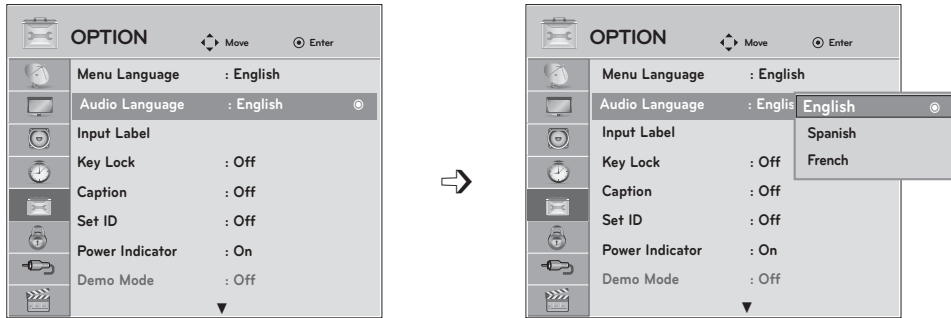 OPTION Move Enter
Menu Language : English
Audio Language : English
Input Label
Key Lock : Off
Caption : Off
Set ID : Off
Power Indicator : On
Demo Mode : Off
OPTION Move Enter
Menu Language : English
Audio Language : Englis
Input Label
Key Lock : Off
Caption : Off
Set ID : Off
Power Indicator : On
Demo Mode : Off
English
Spanish
French